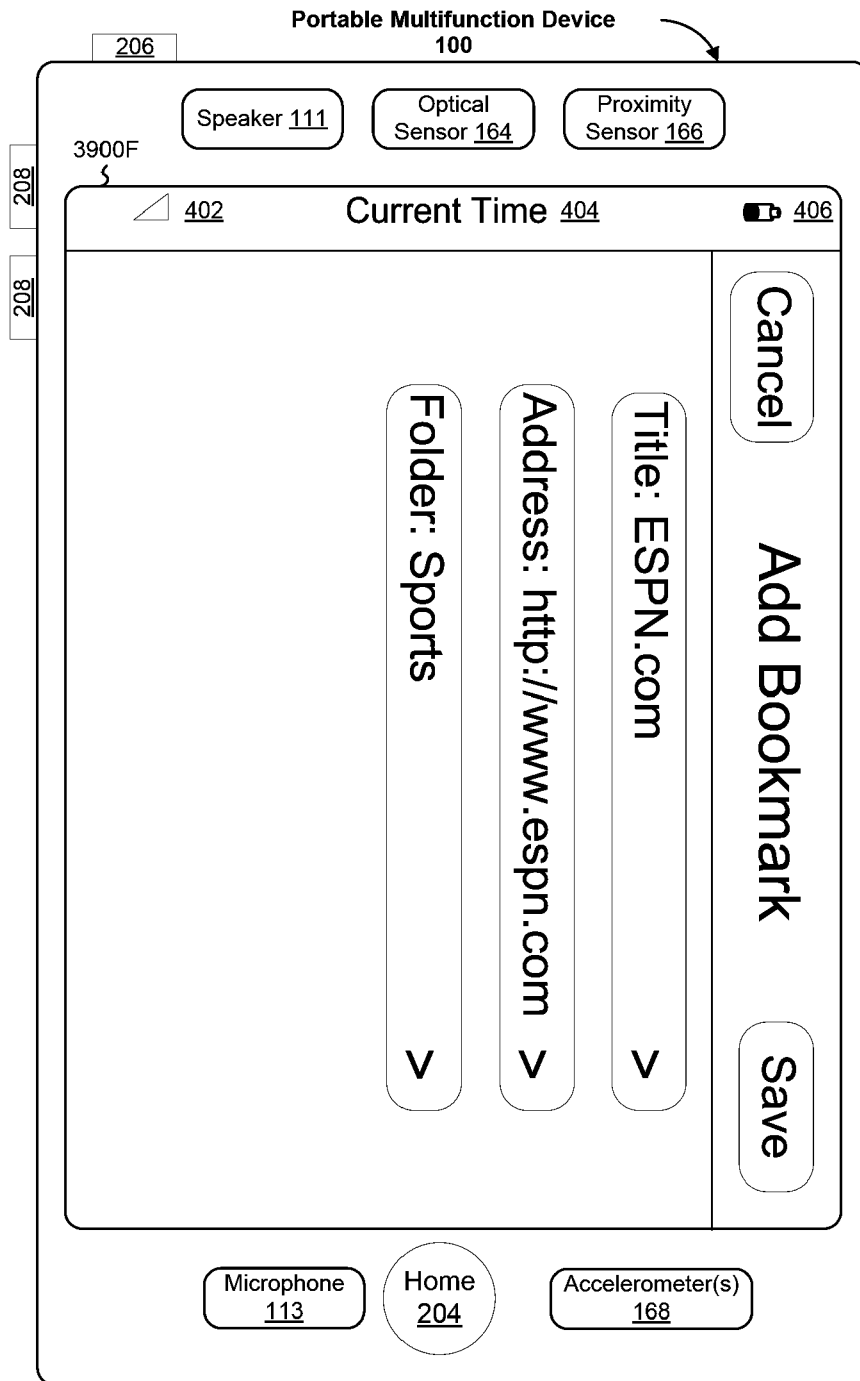 Portable Multifunction Device
100
206
Speaker 111
Optical
Sensor 164
Proximity
Sensor 166
3900F
208
208
402
Current Time 404
406
Cancel
Add Bookmark
Save
Title: ESPN.com >
Address: http://www.espn.com >
Folder: Sports >
Microphone
113
Home
204
Accelerometer(s)
168